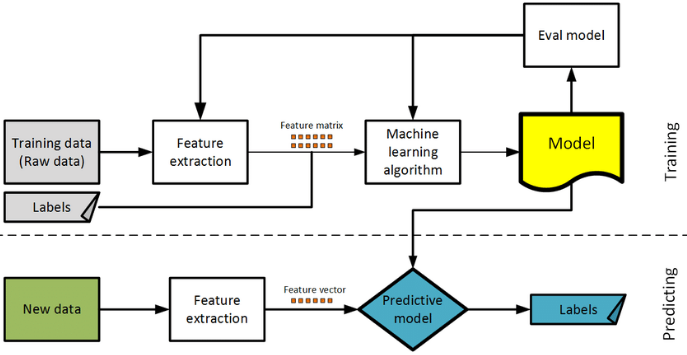 Eval model
Training data
(Raw data)
Feature
extraction
Feature matrix
Machine
learning
algorithm
Model
Training
Labels
New data
Feature
extraction
Feature vector
Predictive
model
Labels
Predicting